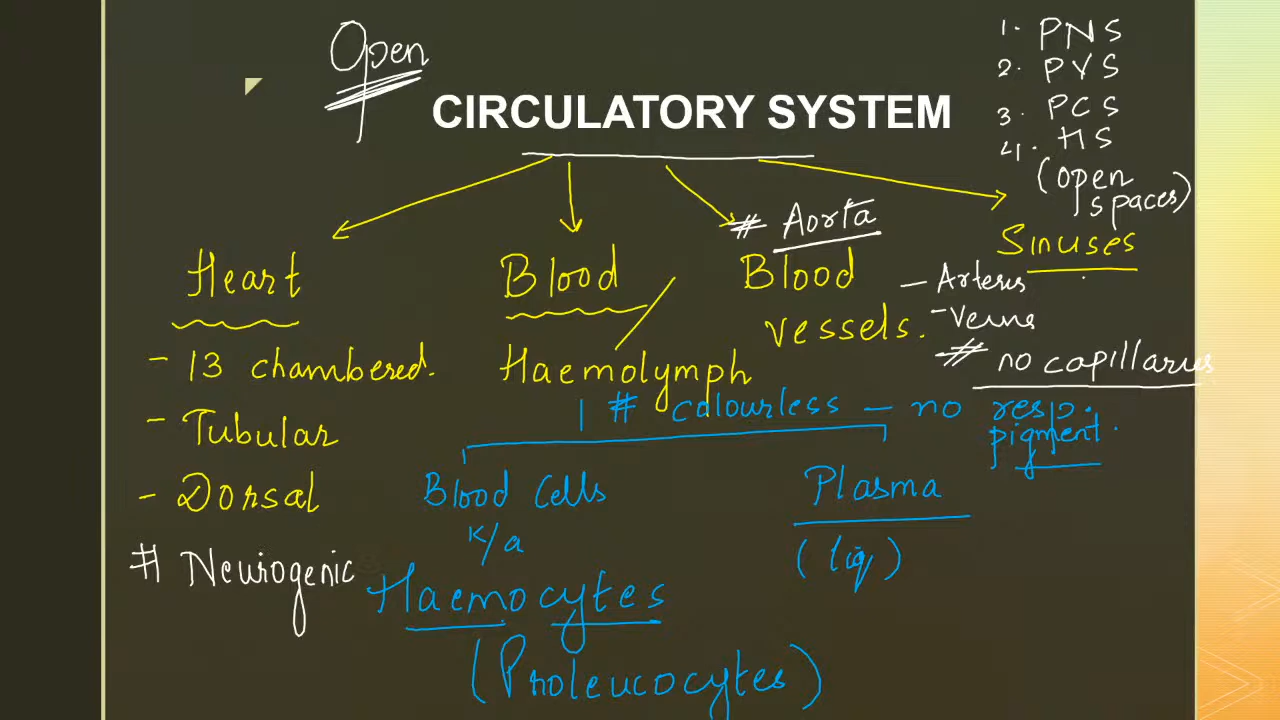 Open
CIRCULATORY SYSTEM
1. PNS
2. PVS
3. PCS
4. HS
(Open
spaces)
Heart
- 13 chambered.
- Tubular
- Dorsal
# Neurogenic
Blood
Haemolymph
# colourless - no resp.
pigment.
Blood Cells
K/a
Haemocytes
(Proleucocytes)
Plasma
(liq)
# Aorta
Blood
vessels.
- Arteries
- Veins
# no capillaries
Sinuses